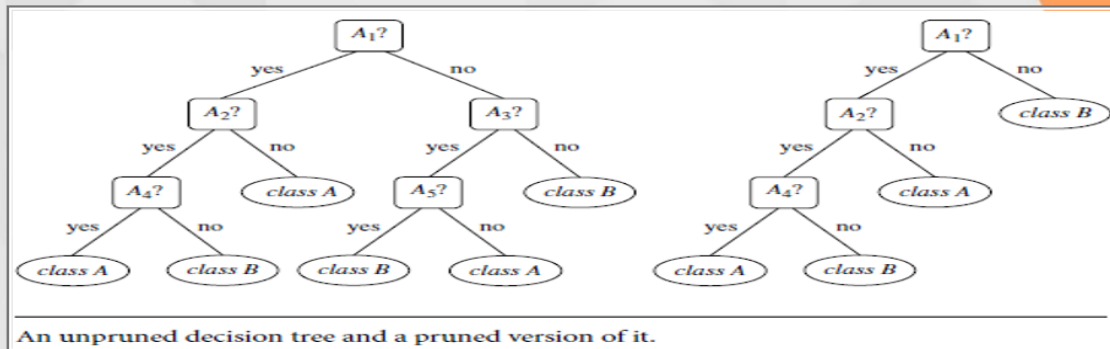 A1? A1?
yes no yes no
A2? A3? A2? class B
yes no yes no yes no
A4? class A A5? class B A4? class A
yes no yes no yes no
class A class B class B class A class A class B
An unpruned decision tree and a pruned version of it.